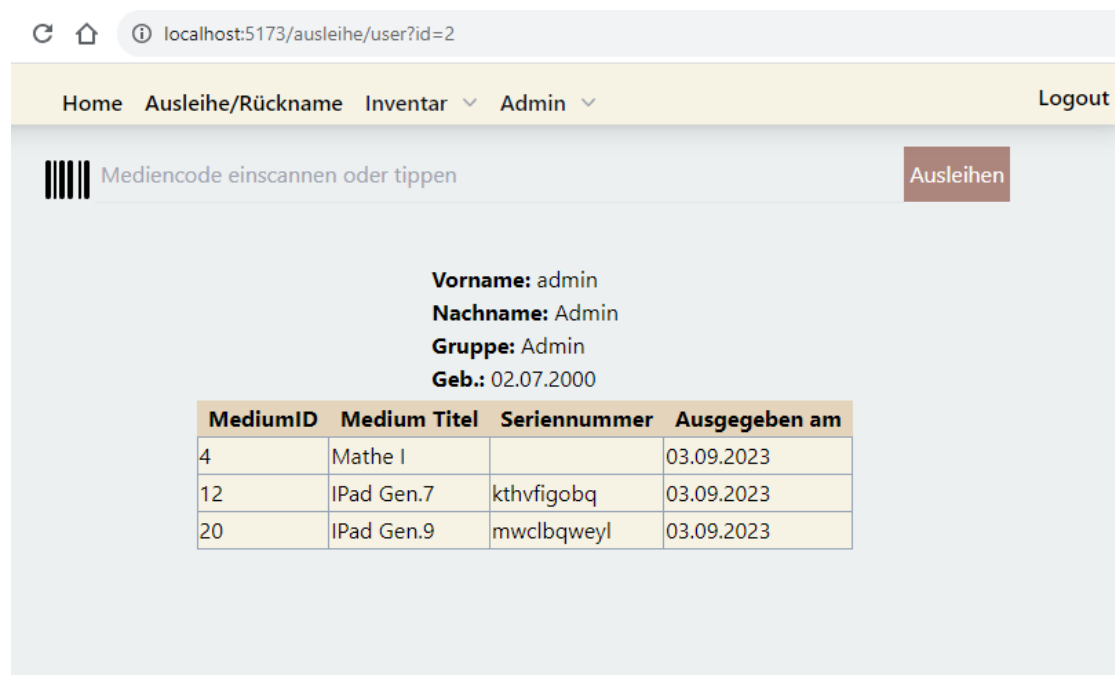 localhost:5173/ausleihe/user?id=2
Home Ausleihe/Rückname Inventar Admin Logout
Mediencode einscannen oder tippen Ausleihen
Vorname: admin
Nachname: Admin
Gruppe: Admin
Geb.: 02.07.2000
MediumID Medium Titel Seriennummer Ausgegeben am
4 Mathe I 03.09.2023
12 IPad Gen.7 kthvfigobq 03.09.2023
20 IPad Gen.9 mwclbqweyl 03.09.2023